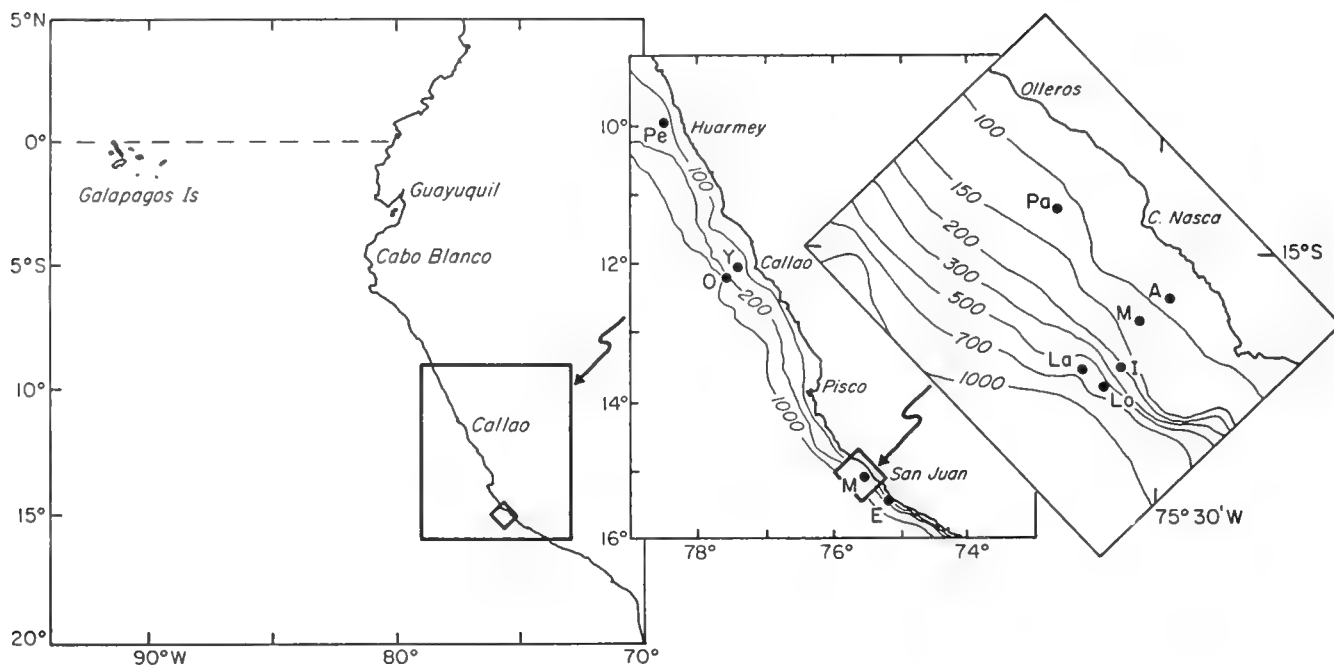 5°N
0°
5°S
10°
15°
20°
90°W
80°
70°
Galapagos Is
Guayuquil
Cabo Blanco
Callao
10°
12°
14°
16°
78°
76°
74°
Pe
Huarmey
100
Y
Callao
O
200
Pisco
1000
San Juan
M
E
Olleros
100
Pa
150
C. Nasca
200
15°S
300
A
500
M
700
La
I
1000
Lo
75°30'W